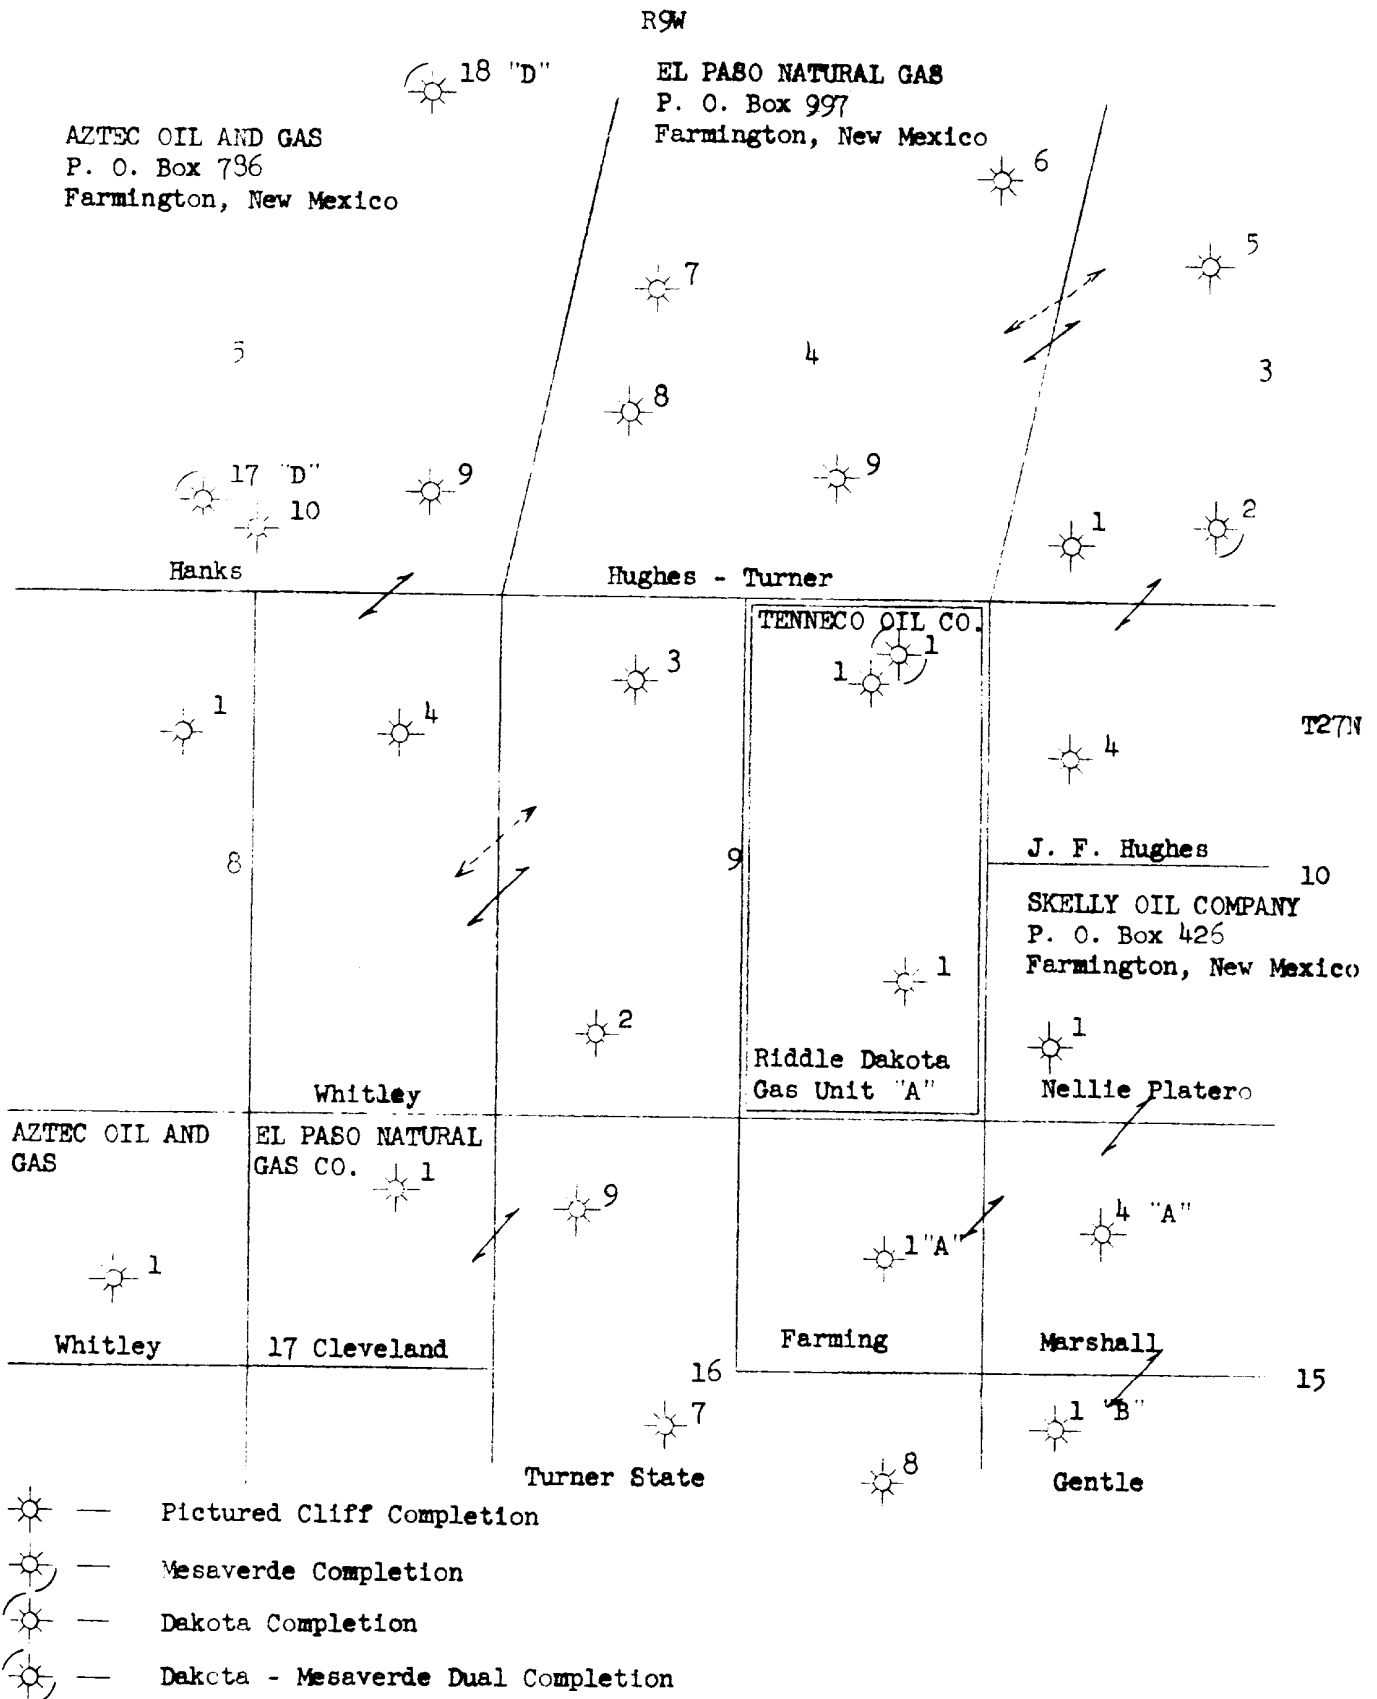 R9W
18 "D"
EL PASO NATURAL GAS
P. O. Box 997
Farmington, New Mexico
AZTEC OIL AND GAS
P. O. Box 786
Farmington, New Mexico
6
5
7
5
4
3
8
17 "D"
9
9
10
1
2
Hanks
Hughes - Turner
TENNECO OIL CO.
1
1
3
1
4
T27N
4
8
9
J. F. Hughes
10
SKELLY OIL COMPANY
P. O. Box 426
Farmington, New Mexico
1
2
1
Riddle Dakota
Gas Unit "A"
Nellie Platero
Whitley
AZTEC OIL AND
GAS
EL PASO NATURAL
GAS CO.
1
9
4 "A"
1"A"
1
Whitley
17 Cleveland
Farming
Marshall
16
15
7
1 "B"
8
Turner State
Gentle
— Pictured Cliff Completion
— Mesaverde Completion
— Dakota Completion
— Dakota - Mesaverde Dual Completion